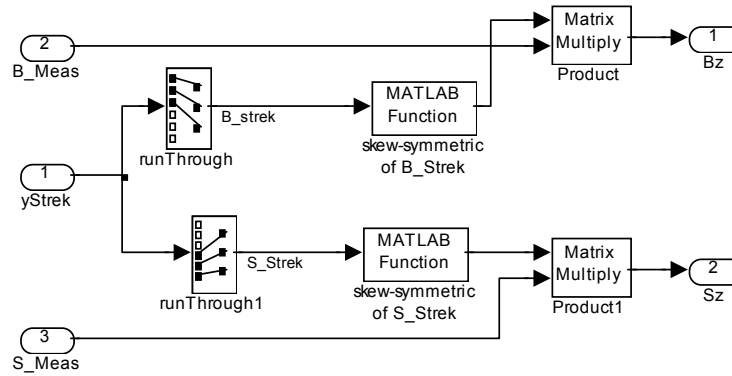 2
B_Meas
Matrix
Multiply
Product
1
Bz
B_strek
runThrough
MATLAB
Function
skew-symmetric
of B_Strek
1
yStrek
S_Strek
runThrough1
MATLAB
Function
skew-symmetric
of S_Strek
Matrix
Multiply
Product1
2
Sz
3
S_Meas